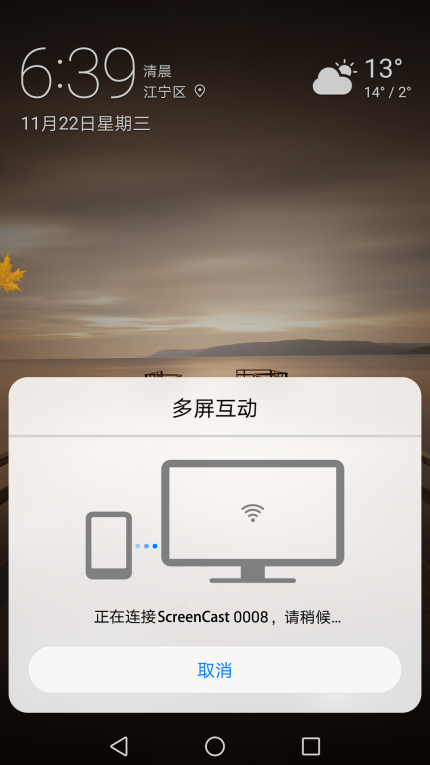 6:39
清晨
江宁区
11月22日星期三
13°
14° / 2°
多屏互动
正在连接ScreenCast 0008，请稍候...
取消